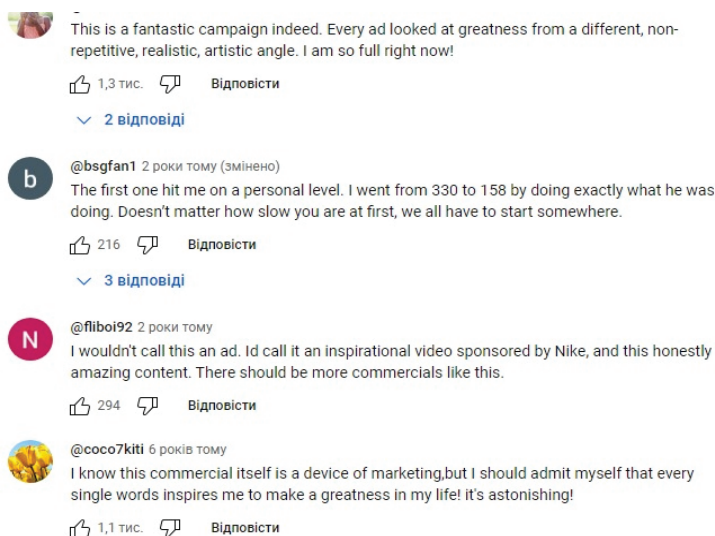 This is a fantastic campaign indeed. Every ad looked at greatness from a different, non-
repetitive, realistic, artistic angle. I am so full right now!
1,3 тис. Відповісти
2 відповіді
b
@bsgfan1 2 роки тому (змінено)
The first one hit me on a personal level. I went from 330 to 158 by doing exactly what he was
doing. Doesn't matter how slow you are at first, we all have to start somewhere.
216 Відповісти
3 відповіді
N
@fliboi92 2 роки тому
I wouldn't call this an ad. Id call it an inspirational video sponsored by Nike, and this honestly
amazing content. There should be more commercials like this.
294 Відповісти
@coco7kiti 6 років тому
I know this commercial itself is a device of marketing,but I should admit myself that every
single words inspires me to make a greatness in my life! it's astonishing!
1,1 тис. Відповісти